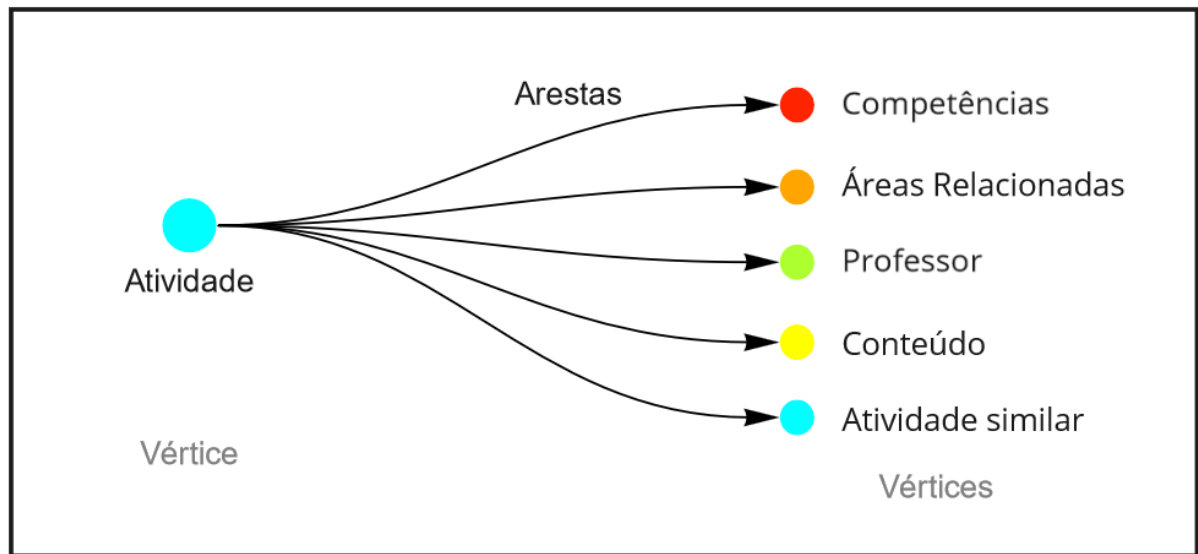 Arestas
Competências
Áreas Relacionadas
Professor
Conteúdo
Atividade similar
Atividade
Vértice
Vértices